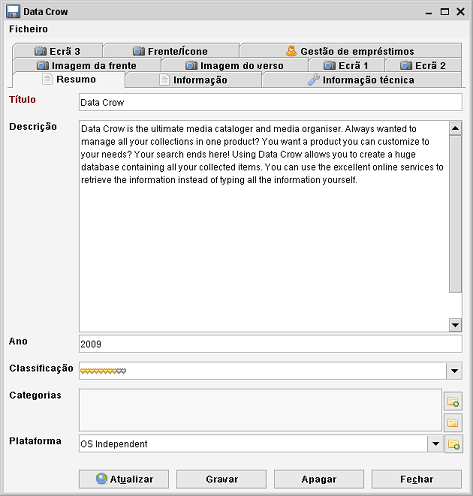 Data Crow
Ficheiro
Ecrã 3 Frente/Ícone Gestão de empréstimos
Imagem da frente Imagem do verso Ecrã 1 Ecrã 2
Resumo Informação Informação técnica
Título Data Crow
Descrição Data Crow is the ultimate media cataloger and media organiser. Always wanted to
manage all your collections in one product? You want a product you can customize to
your needs? Your search ends here! Using Data Crow allows you to create a huge
database containing all your collected items. You can use the excellent online services to
retrieve the information instead of typing all the information yourself.
Ano 2009
Classificação
Categorias
Plataforma OS Independent
Atualizar Gravar Apagar Fechar